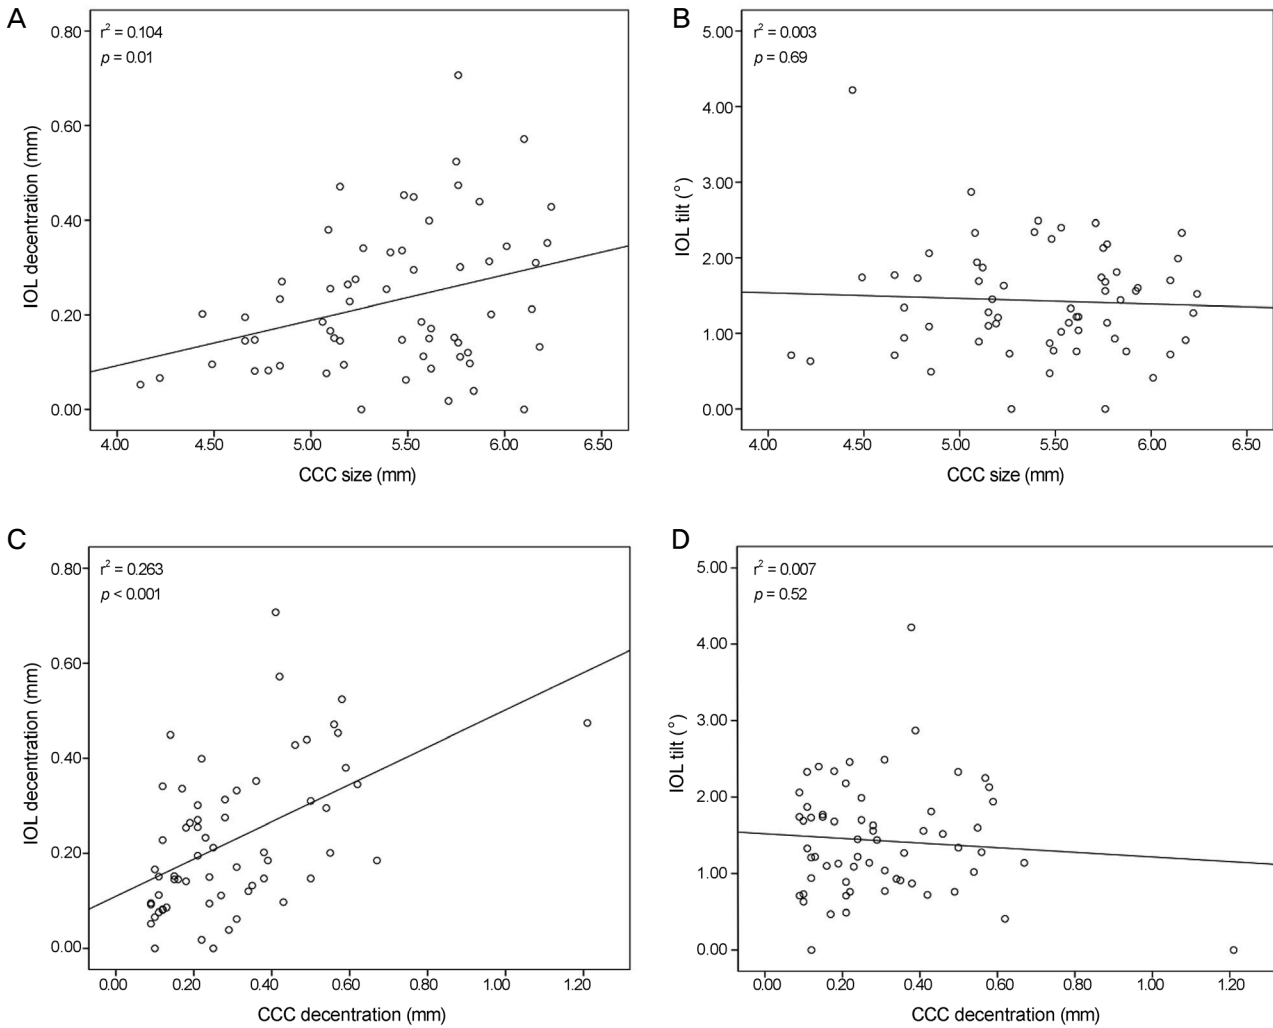 A
r² = 0.104
p = 0.01
0.80
0.60
0.40
0.20
0.00
IOL decentration (mm)
4.00 4.50 5.00 5.50 6.00 6.50
CCC size (mm)
B
r² = 0.003
p = 0.69
5.00
4.00
3.00
2.00
1.00
0.00
IOL tilt (°)
4.00 4.50 5.00 5.50 6.00 6.50
CCC size (mm)
C
r² = 0.263
p < 0.001
0.80
0.60
0.40
0.20
0.00
IOL decentration (mm)
0.00 0.20 0.40 0.60 0.80 1.00 1.20
CCC decentration (mm)
D
r² = 0.007
p = 0.52
5.00
4.00
3.00
2.00
1.00
0.00
IOL tilt (°)
0.00 0.20 0.40 0.60 0.80 1.00 1.20
CCC decentration (mm)